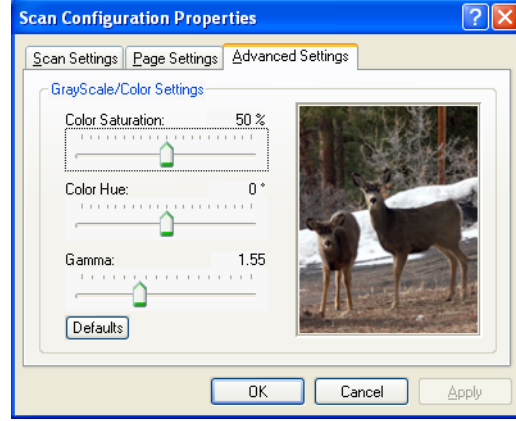 Scan Configuration Properties
Scan Settings Page Settings Advanced Settings
GrayScale/Color Settings
Color Saturation: 50 %
Color Hue: 0 °
Gamma: 1.55
Defaults
OK Cancel Apply